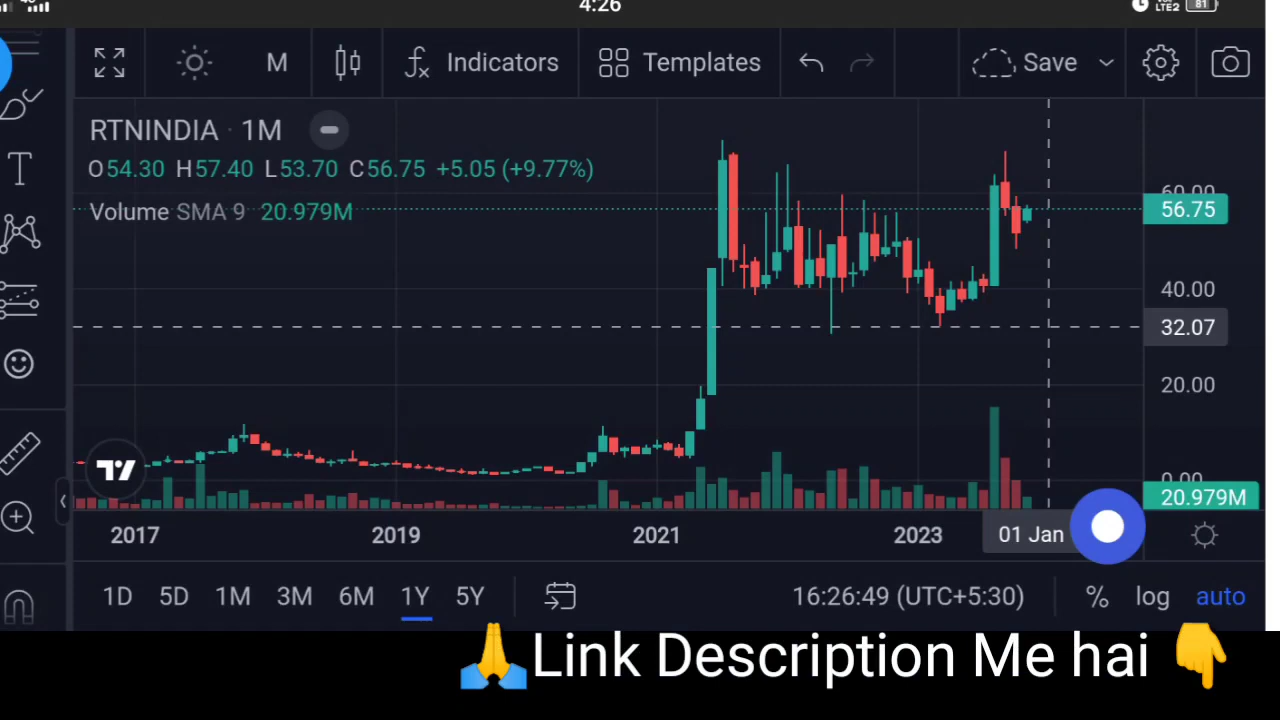 4:26
LTE2 81
M Indicators Templates Save
RTNINDIA · 1M
O54.30 H57.40 L53.70 C56.75 +5.05 (+9.77%)
Volume SMA 9 20.979M
60.00
56.75
40.00
32.07
20.00
0.00
20.979M
2017 2019 2021 2023 01 Jan
1D 5D 1M 3M 6M 1Y 5Y 16:26:49 (UTC+5:30) % log auto
🙏Link Description Me hai 👇